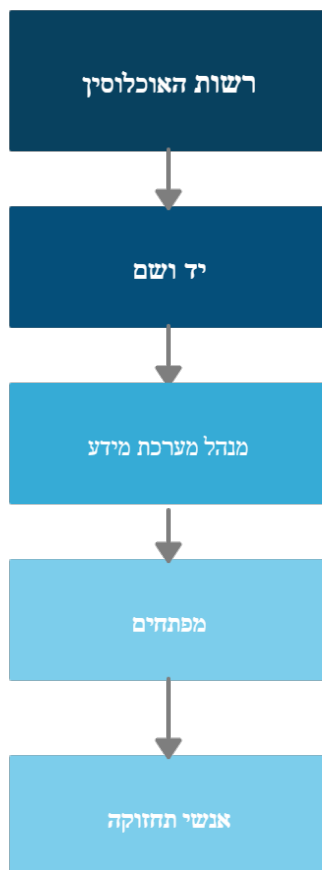 רשות האוכלוסין
יד ושם
מנהל מערכת מידע
מפתחים
אנשי תחזוקה